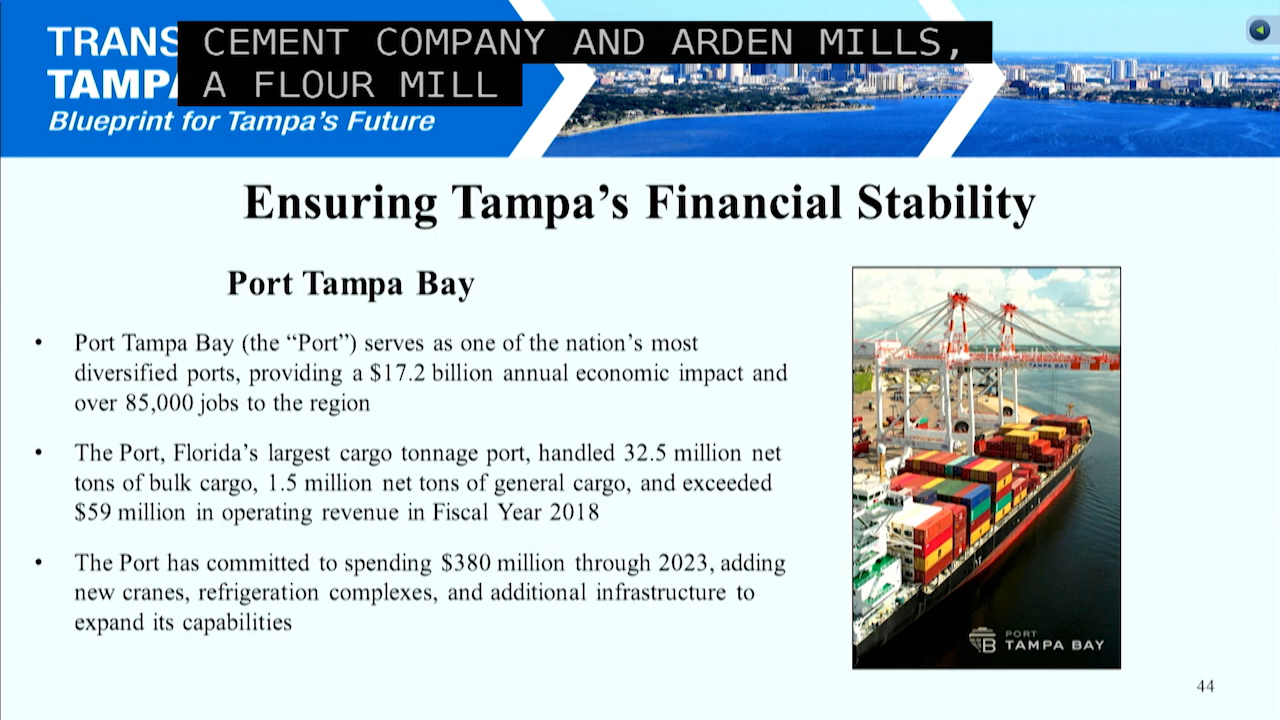 CEMENT COMPANY AND ARDEN MILLS,
A FLOUR MILL
TRANS
TAMPA
Blueprint for Tampa's Future
Ensuring Tampa's Financial Stability
Port Tampa Bay
• Port Tampa Bay (the “Port”) serves as one of the nation’s most
diversified ports, providing a $17.2 billion annual economic impact and
over 85,000 jobs to the region
• The Port, Florida’s largest cargo tonnage port, handled 32.5 million net
tons of bulk cargo, 1.5 million net tons of general cargo, and exceeded
$59 million in operating revenue in Fiscal Year 2018
• The Port has committed to spending $380 million through 2023, adding
new cranes, refrigeration complexes, and additional infrastructure to
expand its capabilities
TAMPA BAY
PORT
TAMPA BAY
44